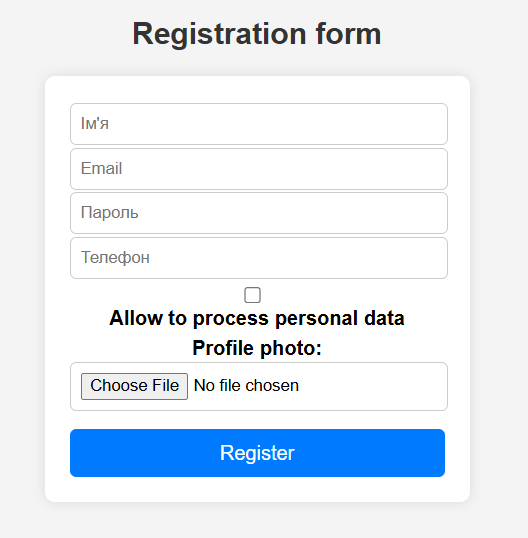 Registration form
Ім'я
Email
Пароль
Телефон
Allow to process personal data
Profile photo:
Choose File No file chosen
Register